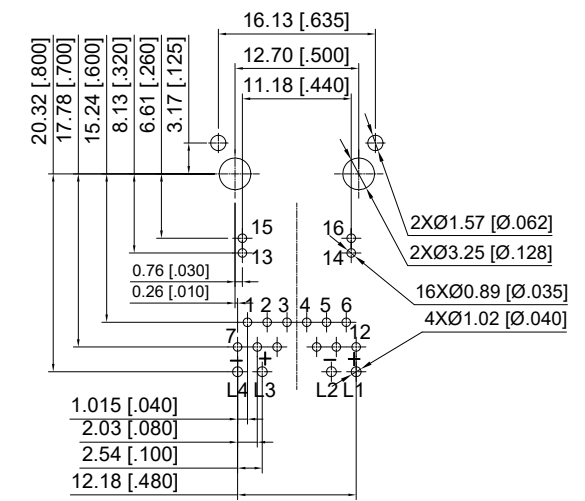 16.13 [.635]
12.70 [.500]
11.18 [.440]
20.32 [.800]
17.78 [.700]
15.24 [.600]
8.13 [.320]
6.61 [.260]
3.17 [.125]
2XØ1.57 [Ø.062]
2XØ3.25 [Ø.128]
16XØ0.89 [Ø.035]
4XØ1.02 [Ø.040]
15 16
13 14
0.76 [.030]
0.26 [.010]
1 2 3 4 5 6
7 12
− + − +
L4 L3 L2 L1
1.015 [.040]
2.03 [.080]
2.54 [.100]
12.18 [.480]